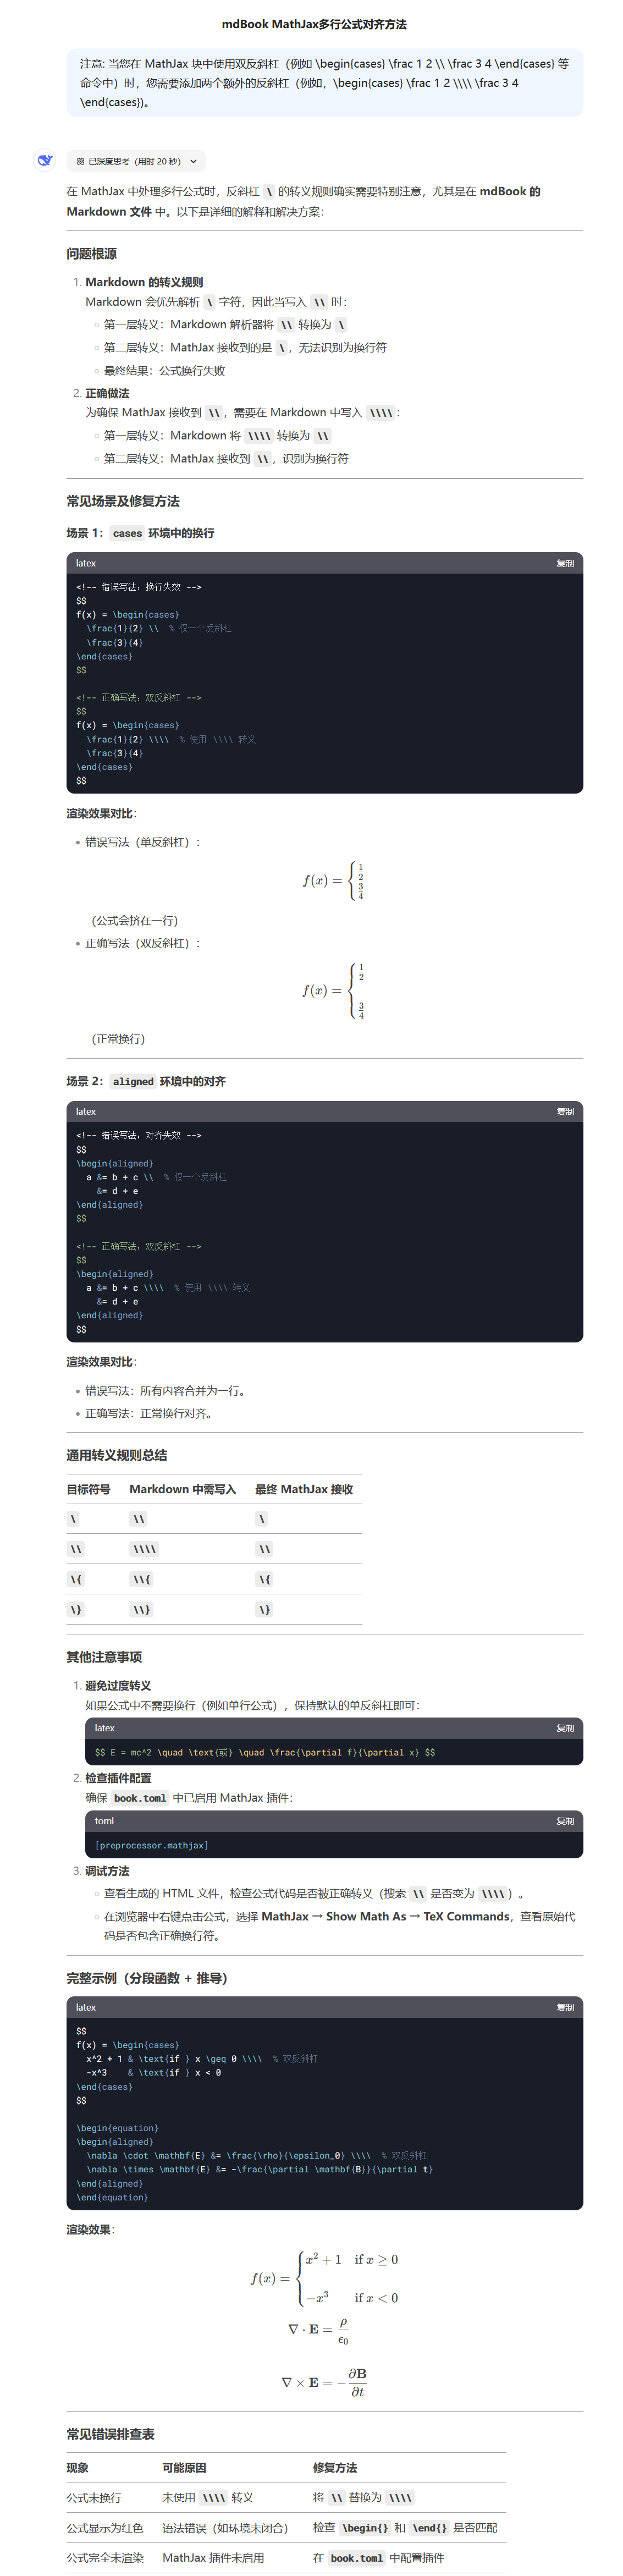 mdBook MathJax多行公式对齐方法
注意: 当您在 MathJax 块中使用双反斜杠（例如 \begin{cases} \frac 1 2 \\ \frac 3 4 \end{cases} 等
命令中）时，您需要添加两个额外的反斜杠（例如，\begin{cases} \frac 1 2 \\\\ \frac 3 4
\end{cases})。
已深度思考（用时 20 秒）
在 MathJax 中处理多行公式时，反斜杠 \ 的转义规则确实需要特别注意，尤其是在 mdBook 的
Markdown 文件 中。以下是详细的解释和解决方案：
问题根源
1. Markdown 的转义规则
Markdown 会优先解析 \ 字符，因此当写入 \\ 时：
第一层转义：Markdown 解析器将 \\ 转换为 \
第二层转义：MathJax 接收到的是 \，无法识别为换行符
最终结果：公式换行失败
2. 正确做法
为确保 MathJax 接收到 \\，需要在 Markdown 中写入 \\\\：
第一层转义：Markdown 将 \\\\ 转换为 \\
第二层转义：MathJax 接收到 \\，识别为换行符
常见场景及修复方法
场景 1：cases 环境中的换行
latex 复制
<!-- 错误写法，换行失效 -->
$$
f(x) = \begin{cases}
\frac{1}{2} \\ % 仅一个反斜杠
\frac{3}{4}
\end{cases}
$$
<!-- 正确写法，双反斜杠 -->
$$
f(x) = \begin{cases}
\frac{1}{2} \\\\ % 使用 \\\\ 转义
\frac{3}{4}
\end{cases}
$$
渲染效果对比：
错误写法（单反斜杠）：
f(x) = { 1/2 3/4
（公式会挤在一行）
正确写法（双反斜杠）：
f(x) = { 1/2 3/4
（正常换行）
场景 2：aligned 环境中的对齐
latex 复制
<!-- 错误写法，对齐失效 -->
$$
\begin{aligned}
a &= b + c \\ % 仅一个反斜杠
&= d + e
\end{aligned}
$$
<!-- 正确写法，双反斜杠 -->
$$
\begin{aligned}
a &= b + c \\\\ % 使用 \\\\ 转义
&= d + e
\end{aligned}
$$
渲染效果对比：
错误写法：所有内容合并为一行。
正确写法：正常换行对齐。
通用转义规则总结
目标符号 Markdown 中需写入 最终 MathJax 接收
\ \\ \
\\ \\\\ \\
\{ \\{ \{
\} \\} \}
其他注意事项
1. 避免过度转义
如果公式中不需要换行（例如单行公式），保持默认的单反斜杠即可：
latex 复制
$$ E = mc^2 \quad \text{或} \quad \frac{\partial f}{\partial x} $$
2. 检查插件配置
确保 book.toml 中已启用 MathJax 插件：
toml 复制
[preprocessor.mathjax]
3. 调试方法
查看生成的 HTML 文件，检查公式代码是否被正确转义（搜索 \\ 是否变为 \\\\）。
在浏览器中右键点击公式，选择 MathJax → Show Math As → TeX Commands，查看原始代
码是否包含正确换行符。
完整示例（分段函数 + 推导）
latex 复制
$$
f(x) = \begin{cases}
x^2 + 1 & \text{if } x \geq 0 \\\\ % 双反斜杠
-x^3 & \text{if } x < 0
\end{cases}
$$
\begin{equation}
\begin{aligned}
\nabla \cdot \mathbf{E} &= \frac{\rho}{\epsilon_0} \\\\ % 双反斜杠
\nabla \times \mathbf{E} &= -\frac{\partial \mathbf{B}}{\partial t}
\end{aligned}
\end{equation}
渲染效果：
f(x) = { x² + 1 if x ≥ 0
−x³ if x < 0
∇ · E = ρ/ϵ₀
∇ × E = −∂B/∂t
常见错误排查表
现象 可能原因 修复方法
公式未换行 未使用 \\\\ 转义 将 \\ 替换为 \\\\
公式显示为红色 语法错误（如环境未闭合） 检查 \begin{} 和 \end{} 是否匹配
公式完全未渲染 MathJax 插件未启用 在 book.toml 中配置插件